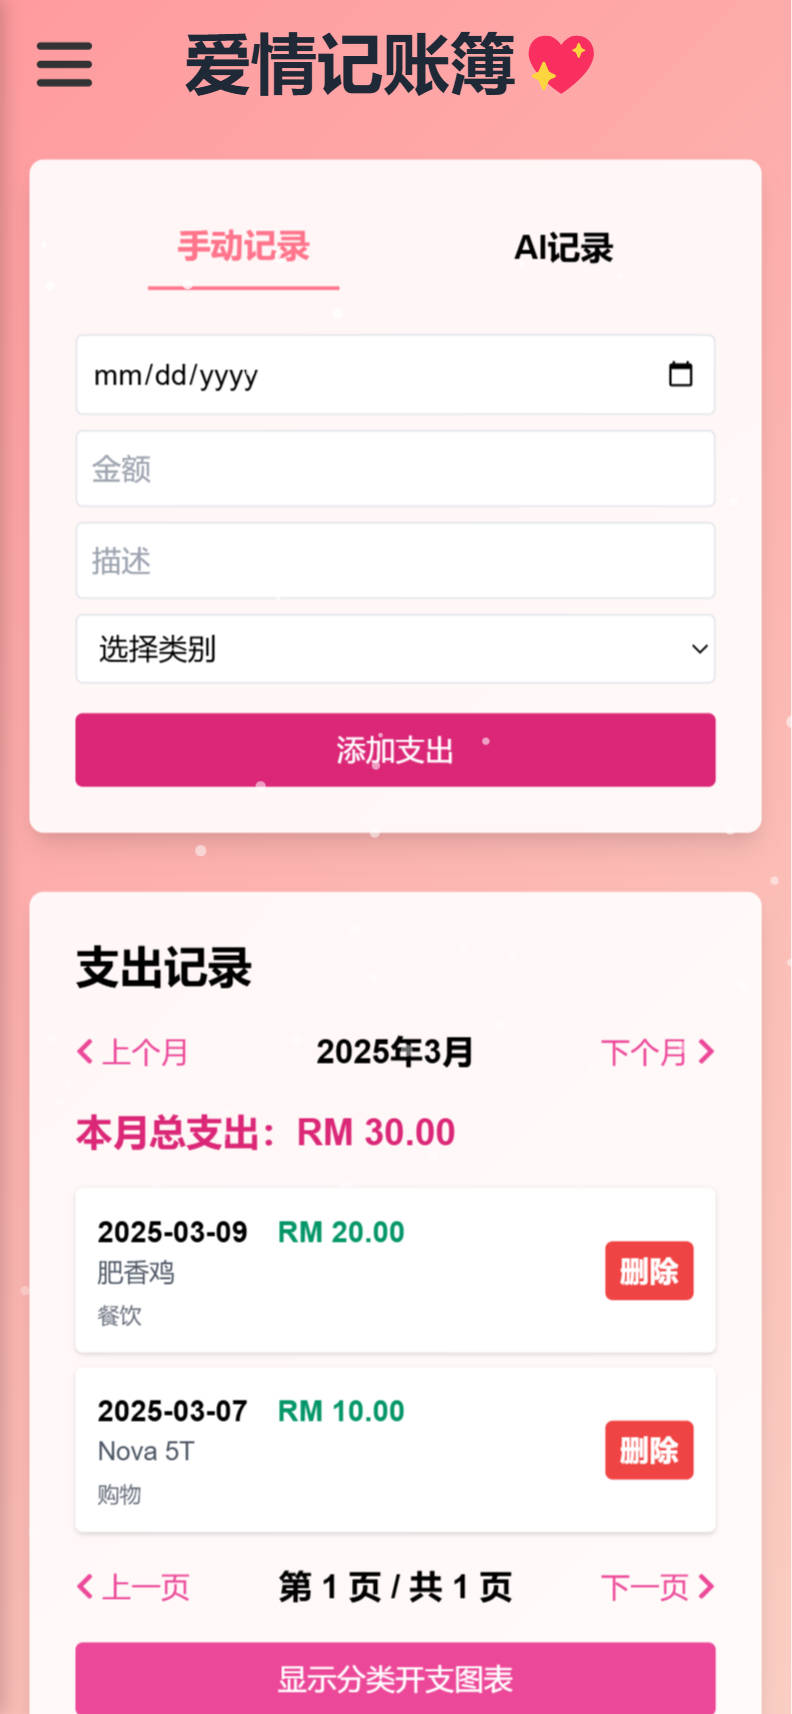 爱情记账簿💖
手动记录 AI记录
mm/dd/yyyy
金额
描述
选择类别
添加支出
支出记录
上个月 2025年3月 下个月
本月总支出：RM 30.00
2025-03-09 RM 20.00
肥香鸡
餐饮
删除
2025-03-07 RM 10.00
Nova 5T
购物
删除
上一页 第 1 页 / 共 1 页 下一页
显示分类开支图表